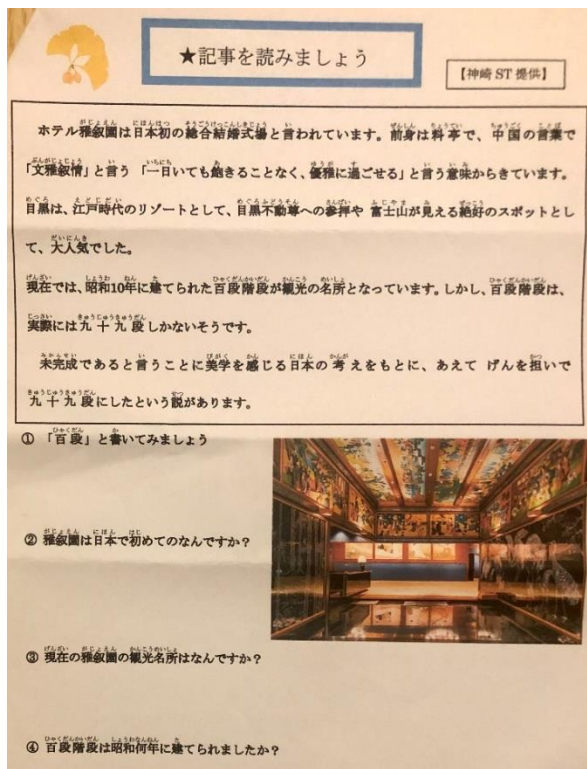 ★記事を読みましょう
【神崎 ST 提供】
ホテル雅叙園は日本初の総合結婚式場と言われています。前身は料亭で、中国の言葉で
「文雅叙情」と言う 「一日いても飽きることなく、優雅に過ごせる」と言う意味からきています。
目黒は、江戸時代のリゾートとして、目黒不動尊への参拝や 富士山が見える絶好のスポットとし
て、大人気でした。
現在では、昭和10年に建てられた百段階段が観光の名所となっています。しかし、百段階段は、
実際には九十九段しかないそうです。
未完成であると言うことに美学を感じる日本の考えをもとに、あえて げんを担いで
九十九段にしたという説があります。
① 「百段」と書いてみましょう
② 雅叙園は日本で初めてのなんですか？
③ 現在の雅叙園の観光名所はなんですか？
④ 百段階段は昭和何年に建てられましたか？